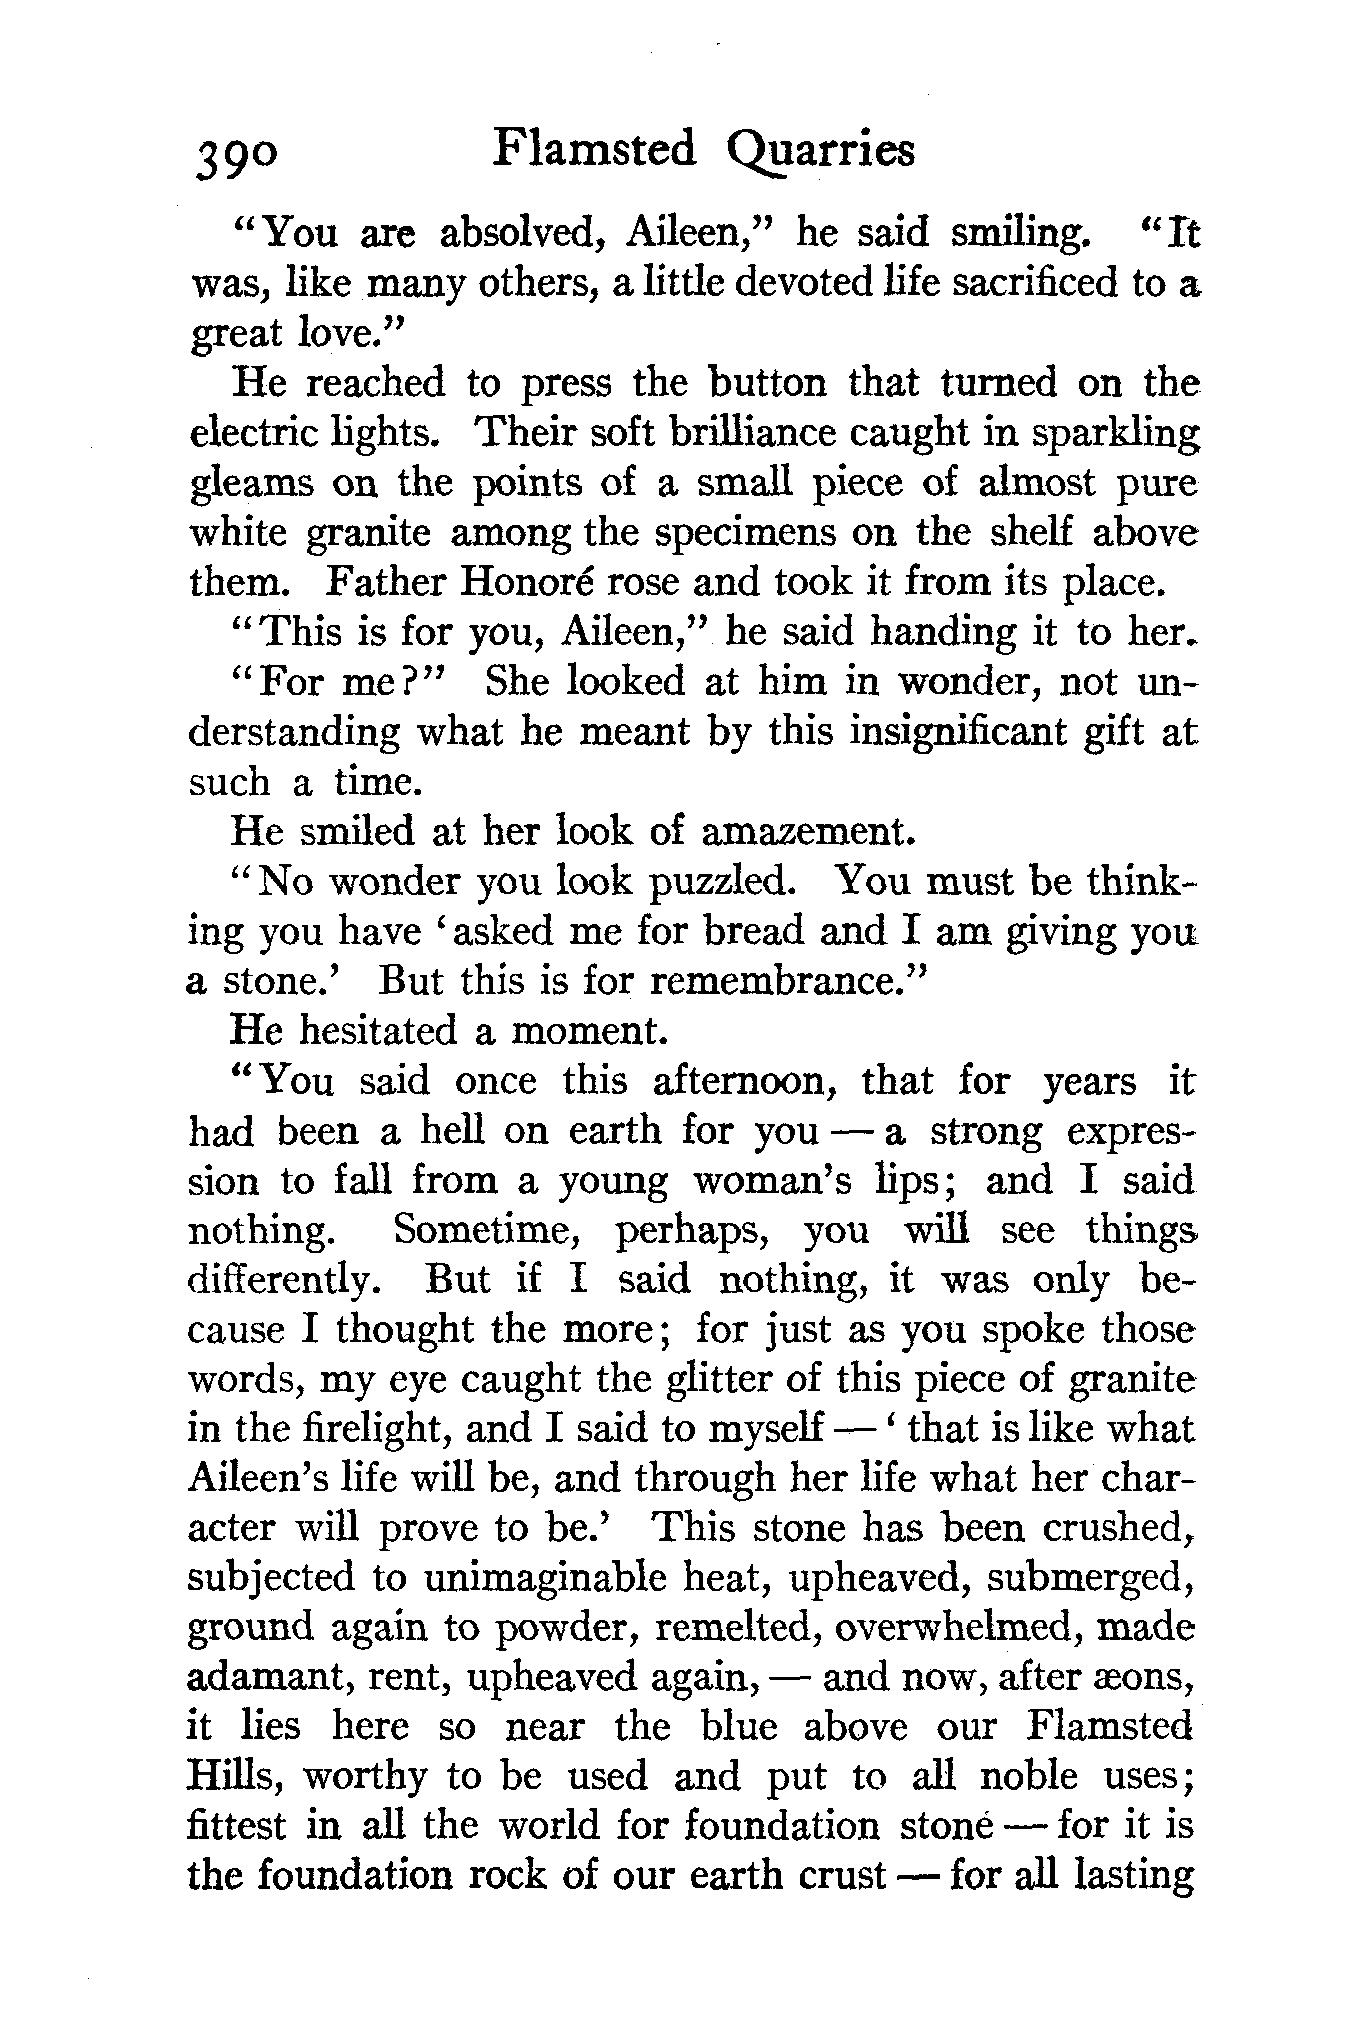 390 Flamsted Quarries
"You are absolved, Aileen," he said smiling. "It
was, like many others, a little devoted life sacrificed to a
great love."
He reached to press the button that turned on the
electric lights. Their soft brilliance caught in sparkling
gleams on the points of a small piece of almost pure
white granite among the specimens on the shelf above
them. Father Honoré rose and took it from its place.
"This is for you, Aileen," he said handing it to her.
"For me?" She looked at him in wonder, not un-
derstanding what he meant by this insignificant gift at
such a time.
He smiled at her look of amazement.
"No wonder you look puzzled. You must be think-
ing you have 'asked me for bread and I am giving you
a stone.' But this is for remembrance."
He hesitated a moment.
"You said once this afternoon, that for years it
had been a hell on earth for you — a strong expres-
sion to fall from a young woman's lips; and I said
nothing. Sometime, perhaps, you will see things
differently. But if I said nothing, it was only be-
cause I thought the more; for just as you spoke those
words, my eye caught the glitter of this piece of granite
in the firelight, and I said to myself — 'that is like what
Aileen's life will be, and through her life what her char-
acter will prove to be.' This stone has been crushed,
subjected to unimaginable heat, upheaved, submerged,
ground again to powder, remelted, overwhelmed, made
adamant, rent, upheaved again, — and now, after æons,
it lies here so near the blue above our Flamsted
Hills, worthy to be used and put to all noble uses;
fittest in all the world for foundation stone — for it is
the foundation rock of our earth crust — for all lasting